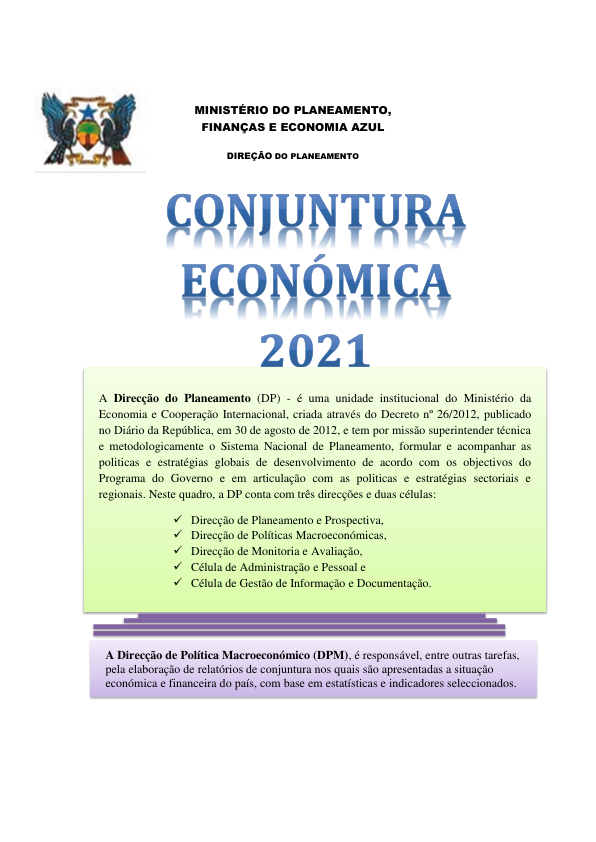 MINISTÉRIO DO PLANEAMENTO,
FINANÇAS E ECONOMIA AZUL
DIREÇÃO DO PLANEAMENTO
CONJUNTURA
ECONÓMICA
2021
A Direcção do Planeamento (DP) - é uma unidade institucional do Ministério da
Economia e Cooperação Internacional, criada através do Decreto nº 26/2012, publicado
no Diário da República, em 30 de agosto de 2012, e tem por missão superintender técnica
e metodologicamente o Sistema Nacional de Planeamento, formular e acompanhar as
politicas e estratégias globais de desenvolvimento de acordo com os objectivos do
Programa do Governo e em articulação com as politicas e estratégias sectoriais e
regionais. Neste quadro, a DP conta com três direcções e duas células:
✓ Direcção de Planeamento e Prospectiva,
✓ Direcção de Políticas Macroeconómicas,
✓ Direcção de Monitoria e Avaliação,
✓ Célula de Administração e Pessoal e
✓ Célula de Gestão de Informação e Documentação.
A Direcção de Política Macroeconómico (DPM), é responsável, entre outras tarefas,
pela elaboração de relatórios de conjuntura nos quais são apresentadas a situação
económica e financeira do país, com base em estatísticas e indicadores seleccionados.